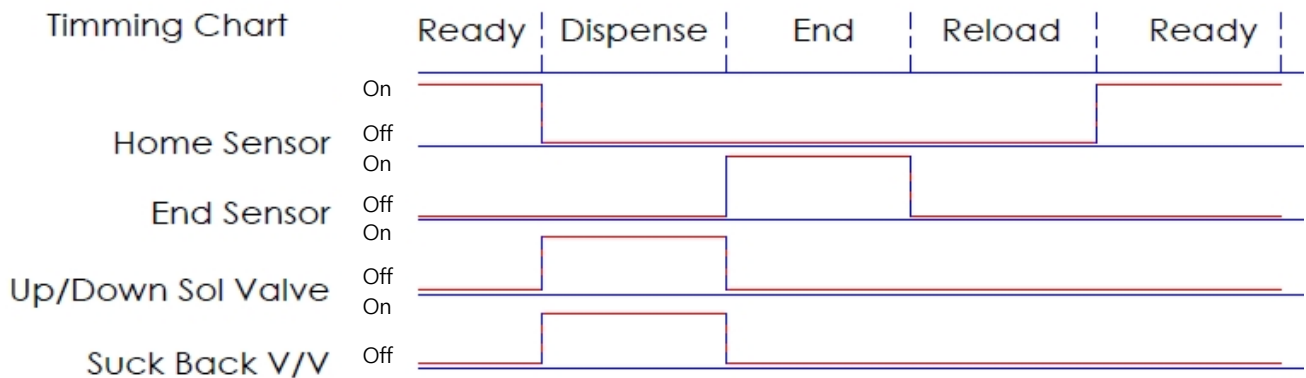 Timming Chart
Ready Dispense End Reload Ready
On
Home Sensor Off
On
End Sensor Off
On
Up/Down Sol Valve Off
On
Suck Back V/V Off